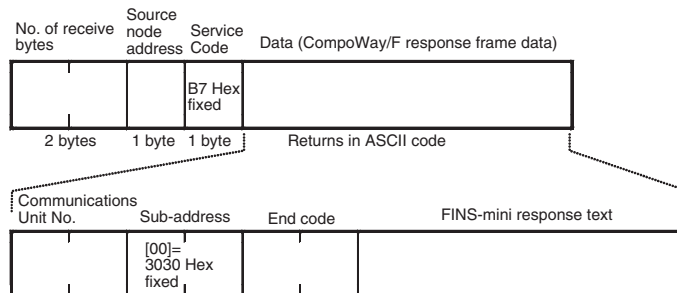 No. of receive bytes
Source node address
Service Code
Data (CompoWay/F response frame data)
B7 Hex fixed
2 bytes
1 byte
1 byte
Returns in ASCII code
Communications Unit No.
Sub-address
End code
FINS-mini response text
[00]=
3030 Hex
fixed